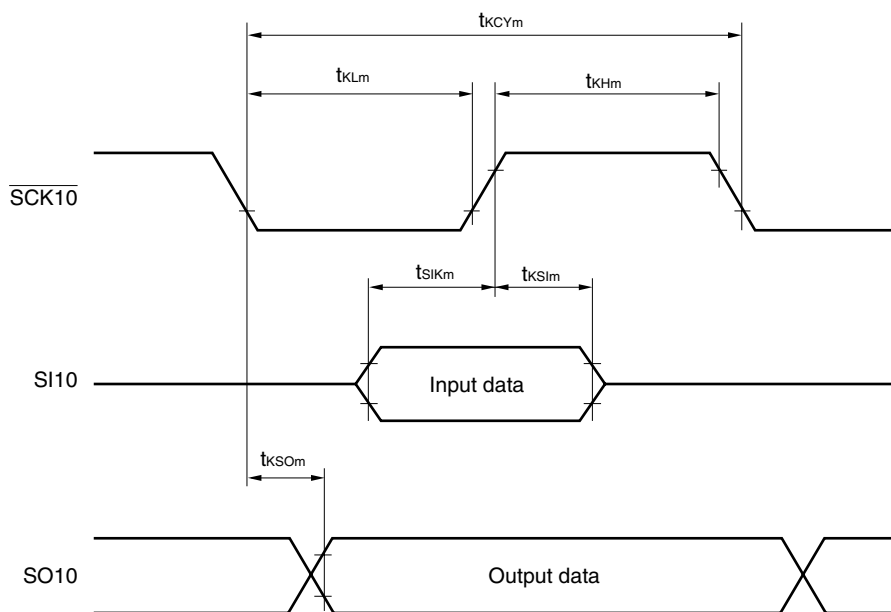 tKCYm
tKLm
tKHm
SCK10
tSIKm
tKSIm
SI10
Input data
tKSOm
SO10
Output data